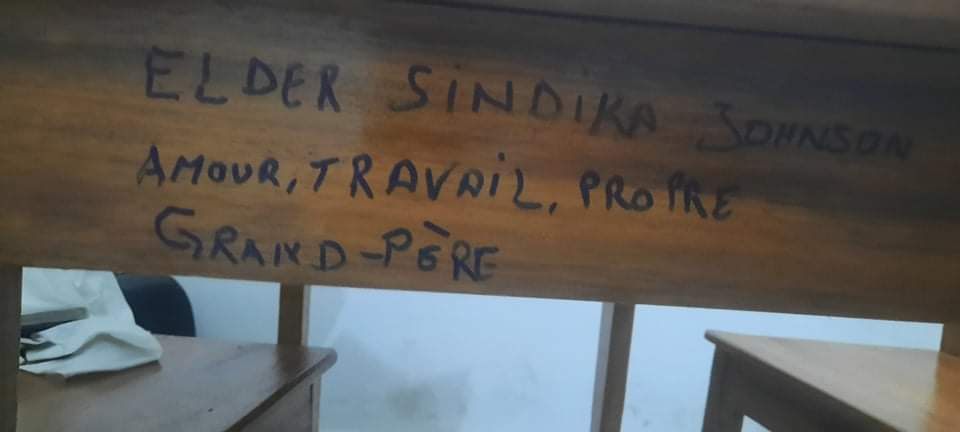 ELDER SINDIKA JOHNSON
AMOUR, TRAVAIL, PROPRE
GRAND-PÈRE